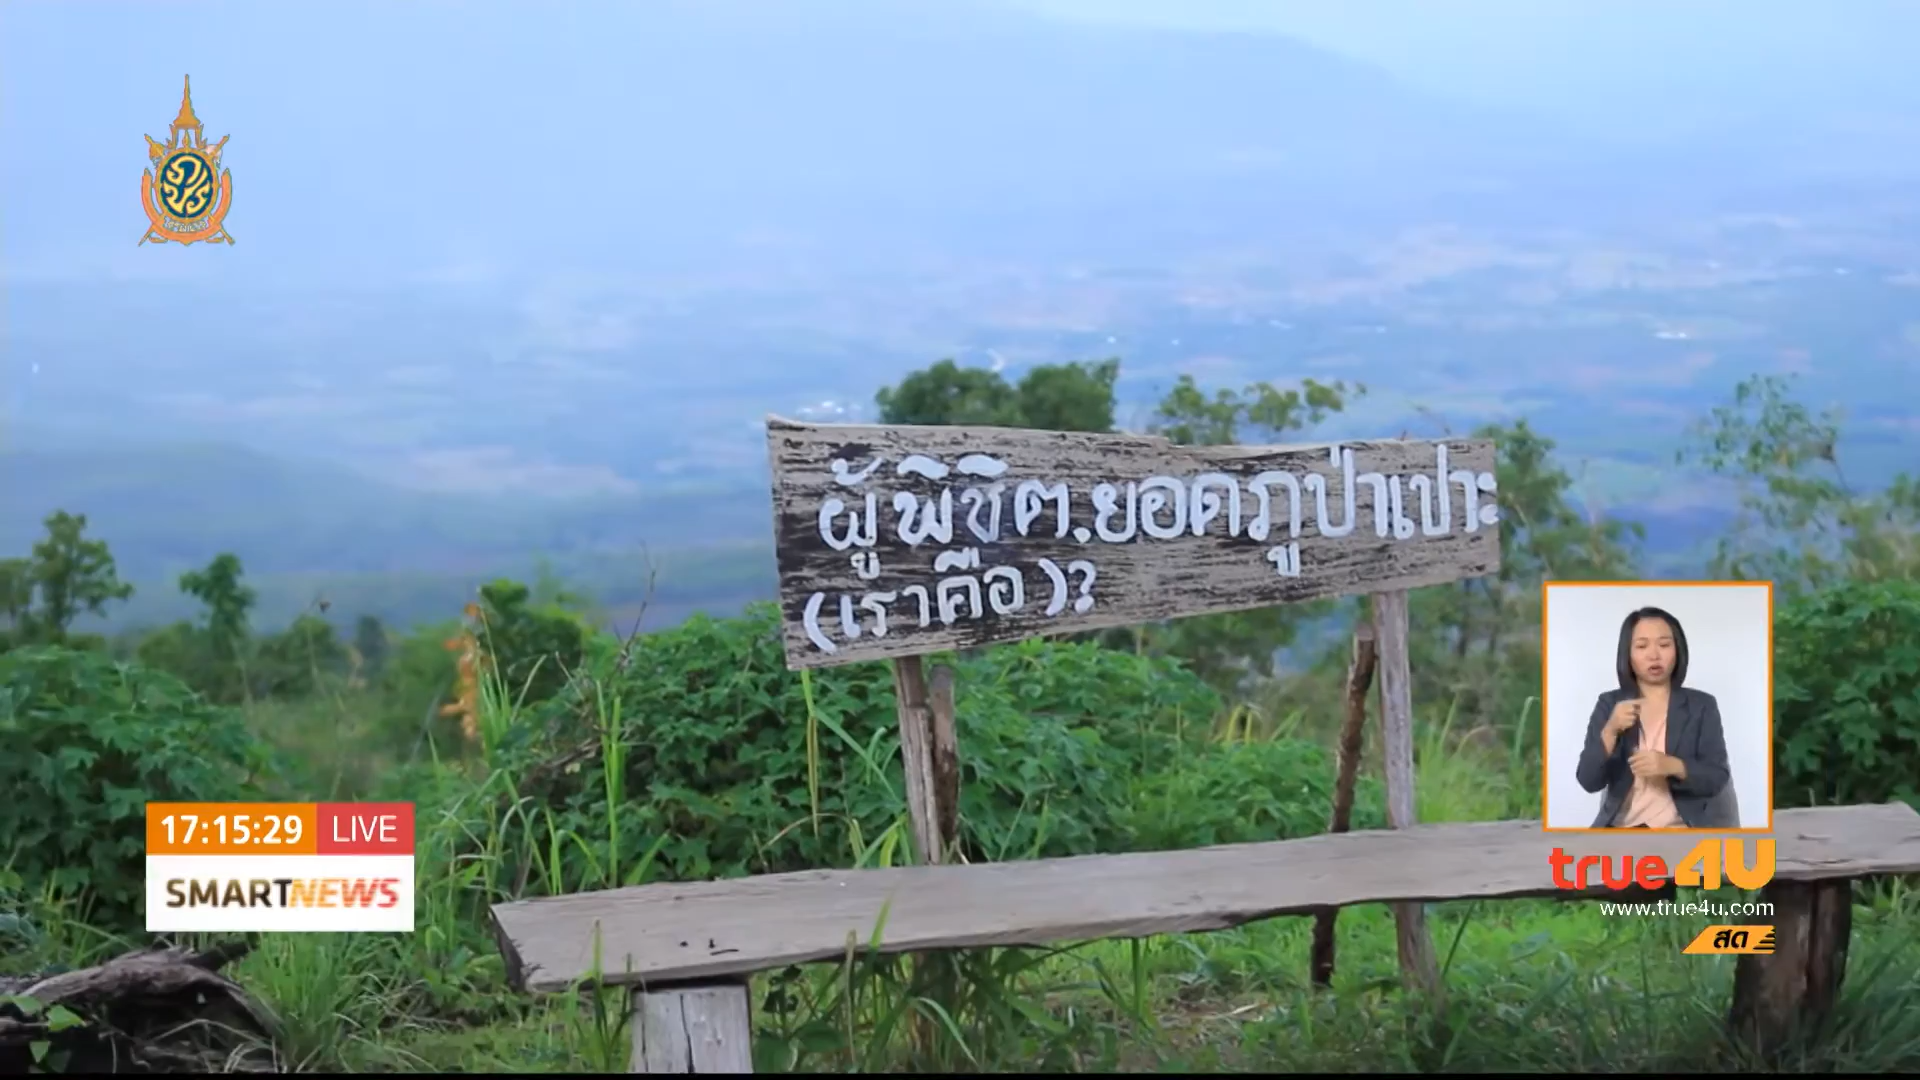 ผู้พิชิต.ยอดภูป่าเปาะ
(เราคือ)?
17:15:29 LIVE
SMARTNEWS
true4U
www.true4u.com
สด